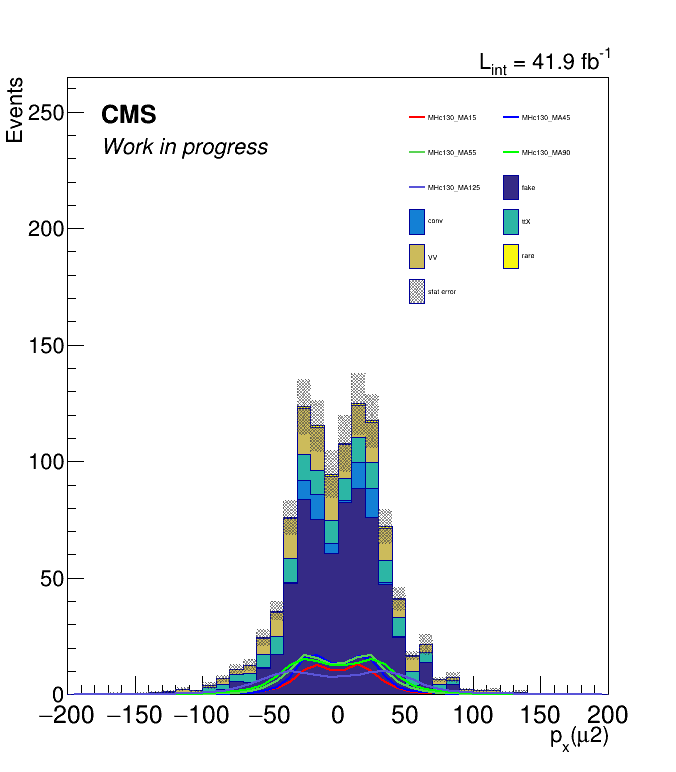 L_int = 41.9 fb^-1
Events
CMS
Work in progress
MHc130_MA15
MHc130_MA45
MHc130_MA55
MHc130_MA90
MHc130_MA125
fake
conv
ttX
VV
rare
stat error
250
200
150
100
50
0
−200 −150 −100 −50 0 50 100 150 200
p_x(μ2)